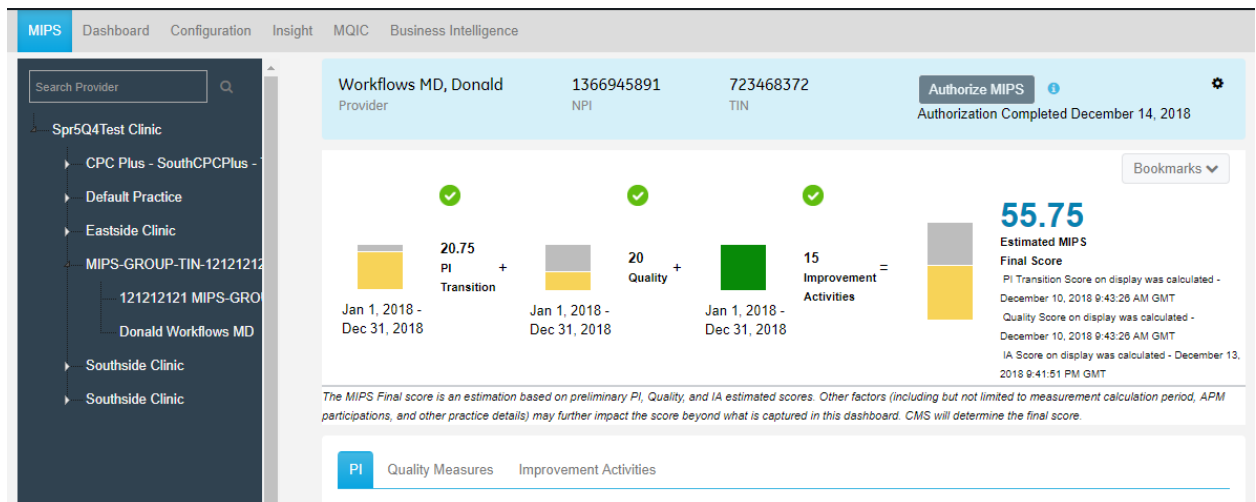 MIPS Dashboard Configuration Insight MQIC Business Intelligence
Search Provider
Spr5Q4Test Clinic
CPC Plus - SouthCPCPlus -
Default Practice
Eastside Clinic
MIPS-GROUP-TIN-12121212
121212121 MIPS-GRO
Donald Workflows MD
Southside Clinic
Southside Clinic
Workflows MD, Donald 1366945891 723468372 Authorize MIPS
Provider NPI TIN
Authorization Completed December 14, 2018
Bookmarks
20.75
PI
Transition
+
Jan 1, 2018 -
Dec 31, 2018
20
Quality
+
Jan 1, 2018 -
Dec 31, 2018
15
Improvement
Activities
=
Jan 1, 2018 -
Dec 31, 2018
55.75
Estimated MIPS
Final Score
PI Transition Score on display was calculated -
December 10, 2018 9:43:26 AM GMT
Quality Score on display was calculated -
December 10, 2018 9:43:26 AM GMT
IA Score on display was calculated - December 13,
2018 9:41:51 PM GMT
The MIPS Final score is an estimation based on preliminary PI, Quality, and IA estimated scores. Other factors (including but not limited to measurement calculation period, APM
participations, and other practice details) may further impact the score beyond what is captured in this dashboard. CMS will determine the final score.
PI Quality Measures Improvement Activities